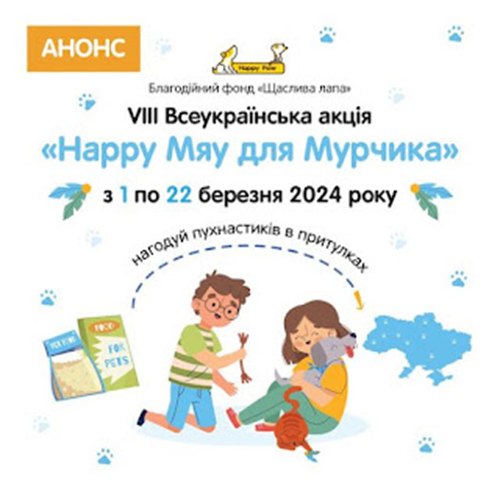 АНОНС
Happy Paw
Благодійний фонд «Щаслива лапа»
VIII Всеукраїнська акція
«Happy Мяу для Мурчика»
з 1 по 22 березня 2024 року
нагодуй пухнастиків в притулках
FOOD
FOR
PETS